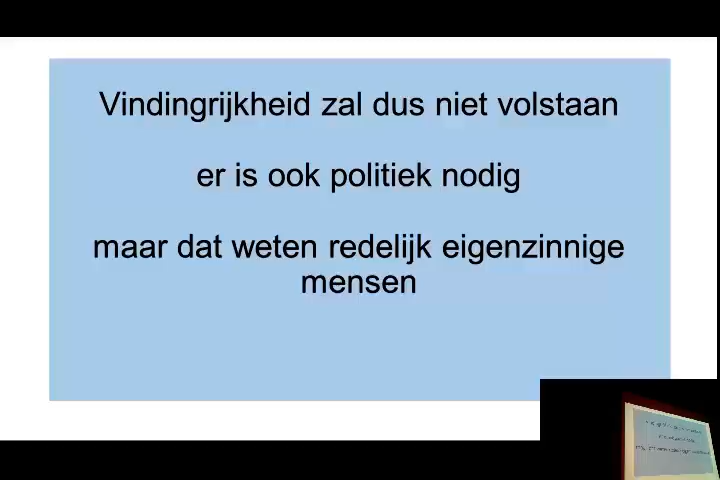 Vindingrijkheid zal dus niet volstaan
er is ook politiek nodig
maar dat weten redelijk eigenzinnige
mensen